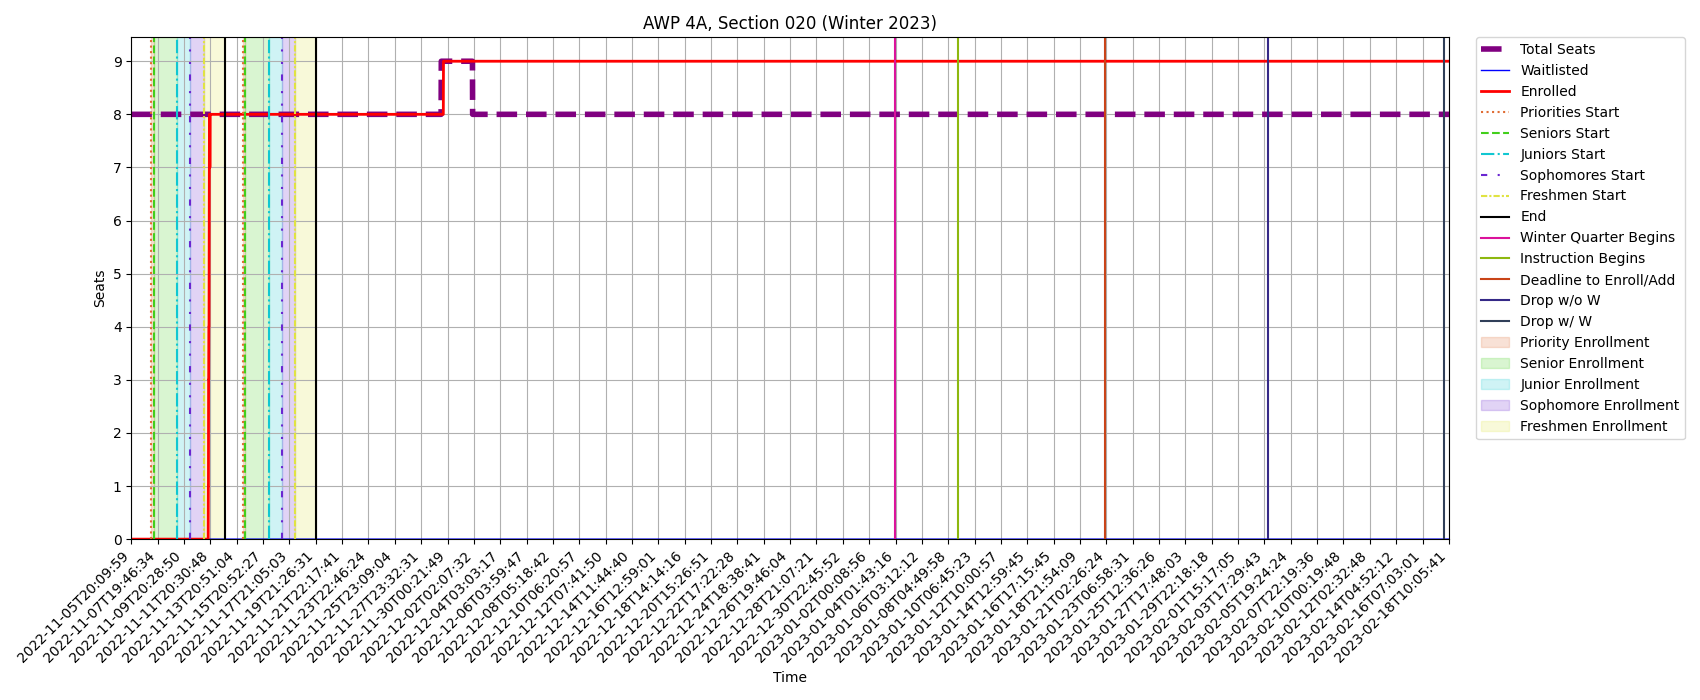 AWP 4A, Section 020 (Winter 2023)
Seats
9
8
7
6
5
4
3
2
1
0
2022-11-05T20:09:59
2022-11-07T19:46:34
2022-11-09T20:28:50
2022-11-11T20:30:48
2022-11-13T20:51:04
2022-11-15T20:52:27
2022-11-17T21:05:03
2022-11-19T21:26:31
2022-11-21T22:17:41
2022-11-23T22:46:24
2022-11-25T23:09:04
2022-11-27T23:32:31
2022-11-30T00:21:49
2022-12-02T02:07:32
2022-12-04T03:03:17
2022-12-06T03:59:47
2022-12-08T05:18:42
2022-12-10T06:20:57
2022-12-12T07:41:50
2022-12-14T11:44:40
2022-12-16T12:59:01
2022-12-18T14:14:16
2022-12-20T15:26:51
2022-12-22T17:22:28
2022-12-24T18:38:41
2022-12-26T19:46:04
2022-12-28T21:07:21
2022-12-30T22:45:52
2023-01-02T00:08:56
2023-01-04T01:43:16
2023-01-06T03:12:12
2023-01-08T04:49:58
2023-01-10T06:45:23
2023-01-12T10:00:57
2023-01-14T12:59:45
2023-01-16T17:15:45
2023-01-18T21:54:09
2023-01-21T02:26:24
2023-01-23T06:58:31
2023-01-25T12:36:26
2023-01-27T17:48:03
2023-01-29T22:18:18
2023-02-01T15:17:05
2023-02-03T17:29:43
2023-02-05T19:24:24
2023-02-07T22:19:36
2023-02-10T00:19:48
2023-02-12T02:32:48
2023-02-14T04:52:12
2023-02-16T07:03:01
2023-02-18T10:05:41
Time
Total Seats
Waitlisted
Enrolled
Priorities Start
Seniors Start
Juniors Start
Sophomores Start
Freshmen Start
End
Winter Quarter Begins
Instruction Begins
Deadline to Enroll/Add
Drop w/o W
Drop w/ W
Priority Enrollment
Senior Enrollment
Junior Enrollment
Sophomore Enrollment
Freshmen Enrollment